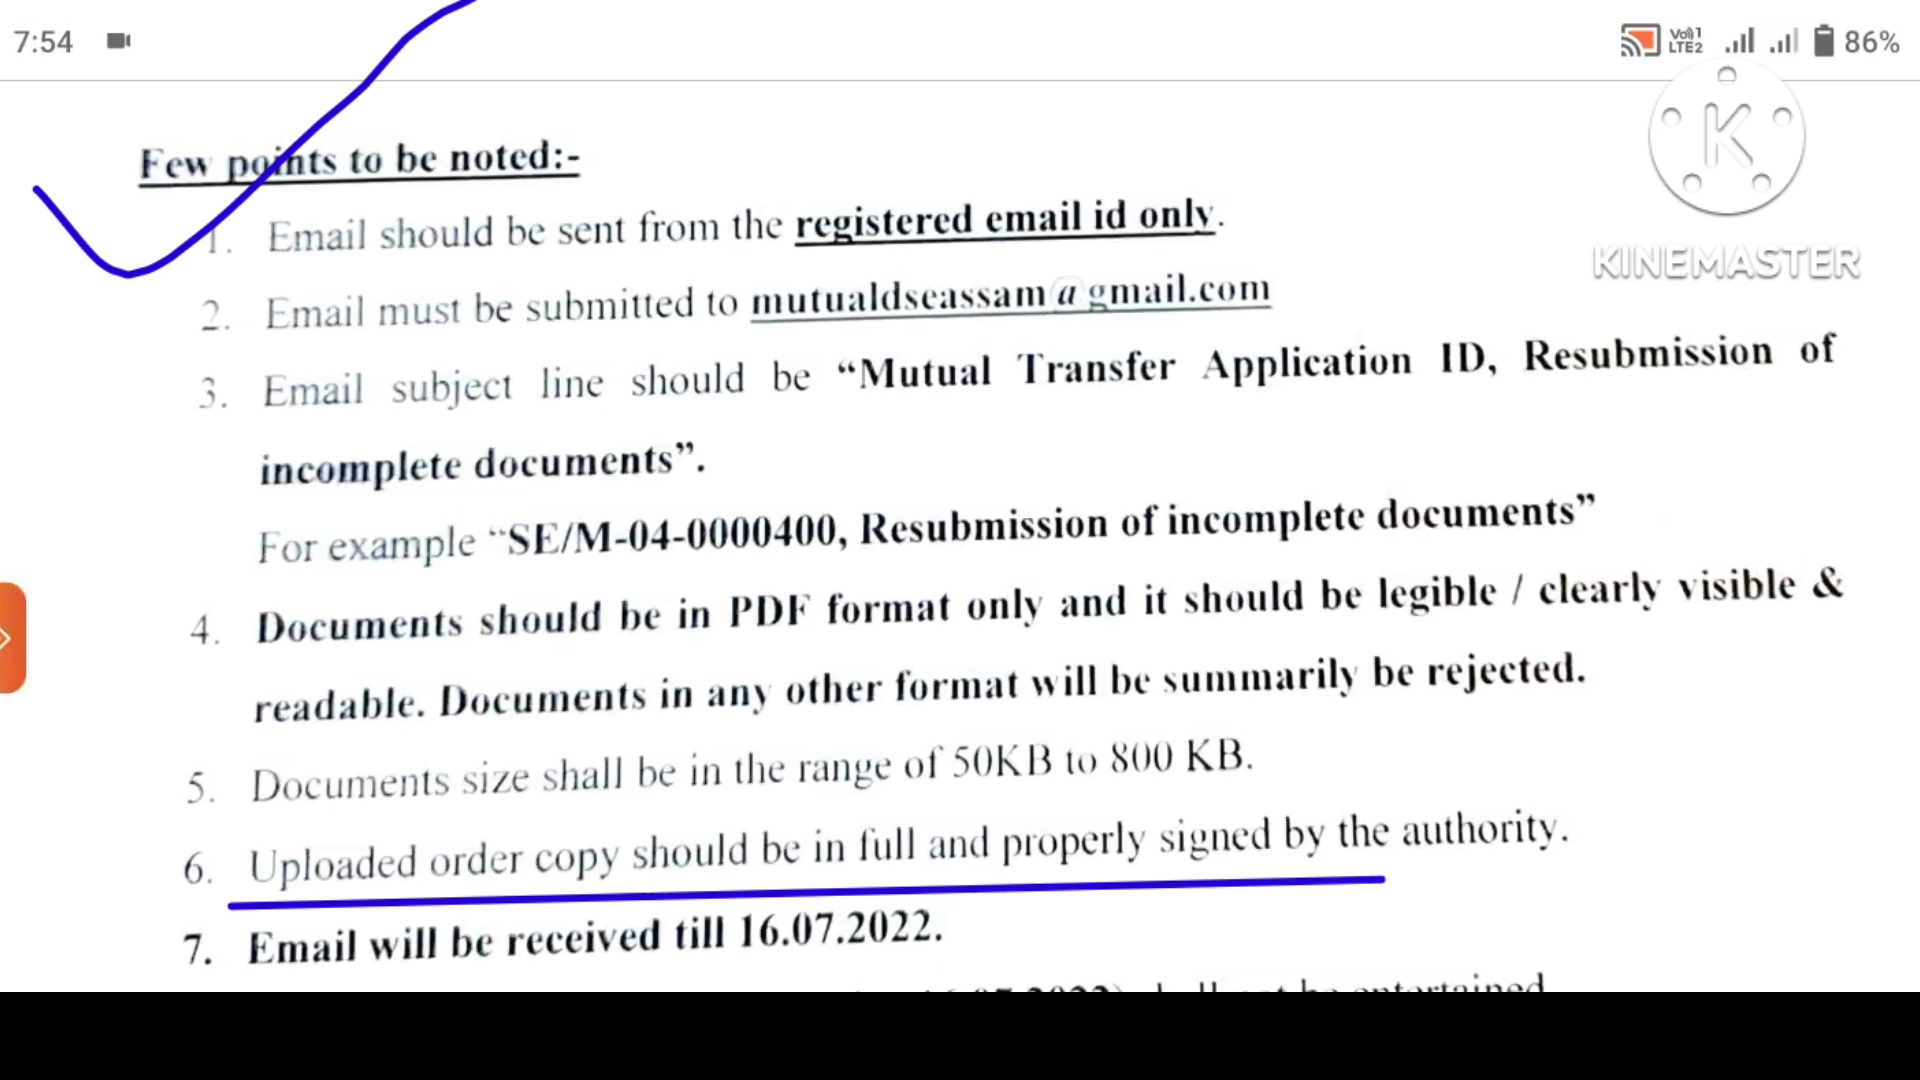 7:54
Vo)) 1
LTE2
86%
K
KINEMASTER
Few points to be noted:-
1. Email should be sent from the registered email id only.
2. Email must be submitted to mutualdseassam@gmail.com
3. Email subject line should be “Mutual Transfer Application ID, Resubmission of
incomplete documents”.
For example “SE/M-04-0000400, Resubmission of incomplete documents”
4. Documents should be in PDF format only and it should be legible / clearly visible &
readable. Documents in any other format will be summarily be rejected.
5. Documents size shall be in the range of 50KB to 800 KB.
6. Uploaded order copy should be in full and properly signed by the authority.
7. Email will be received till 16.07.2022.